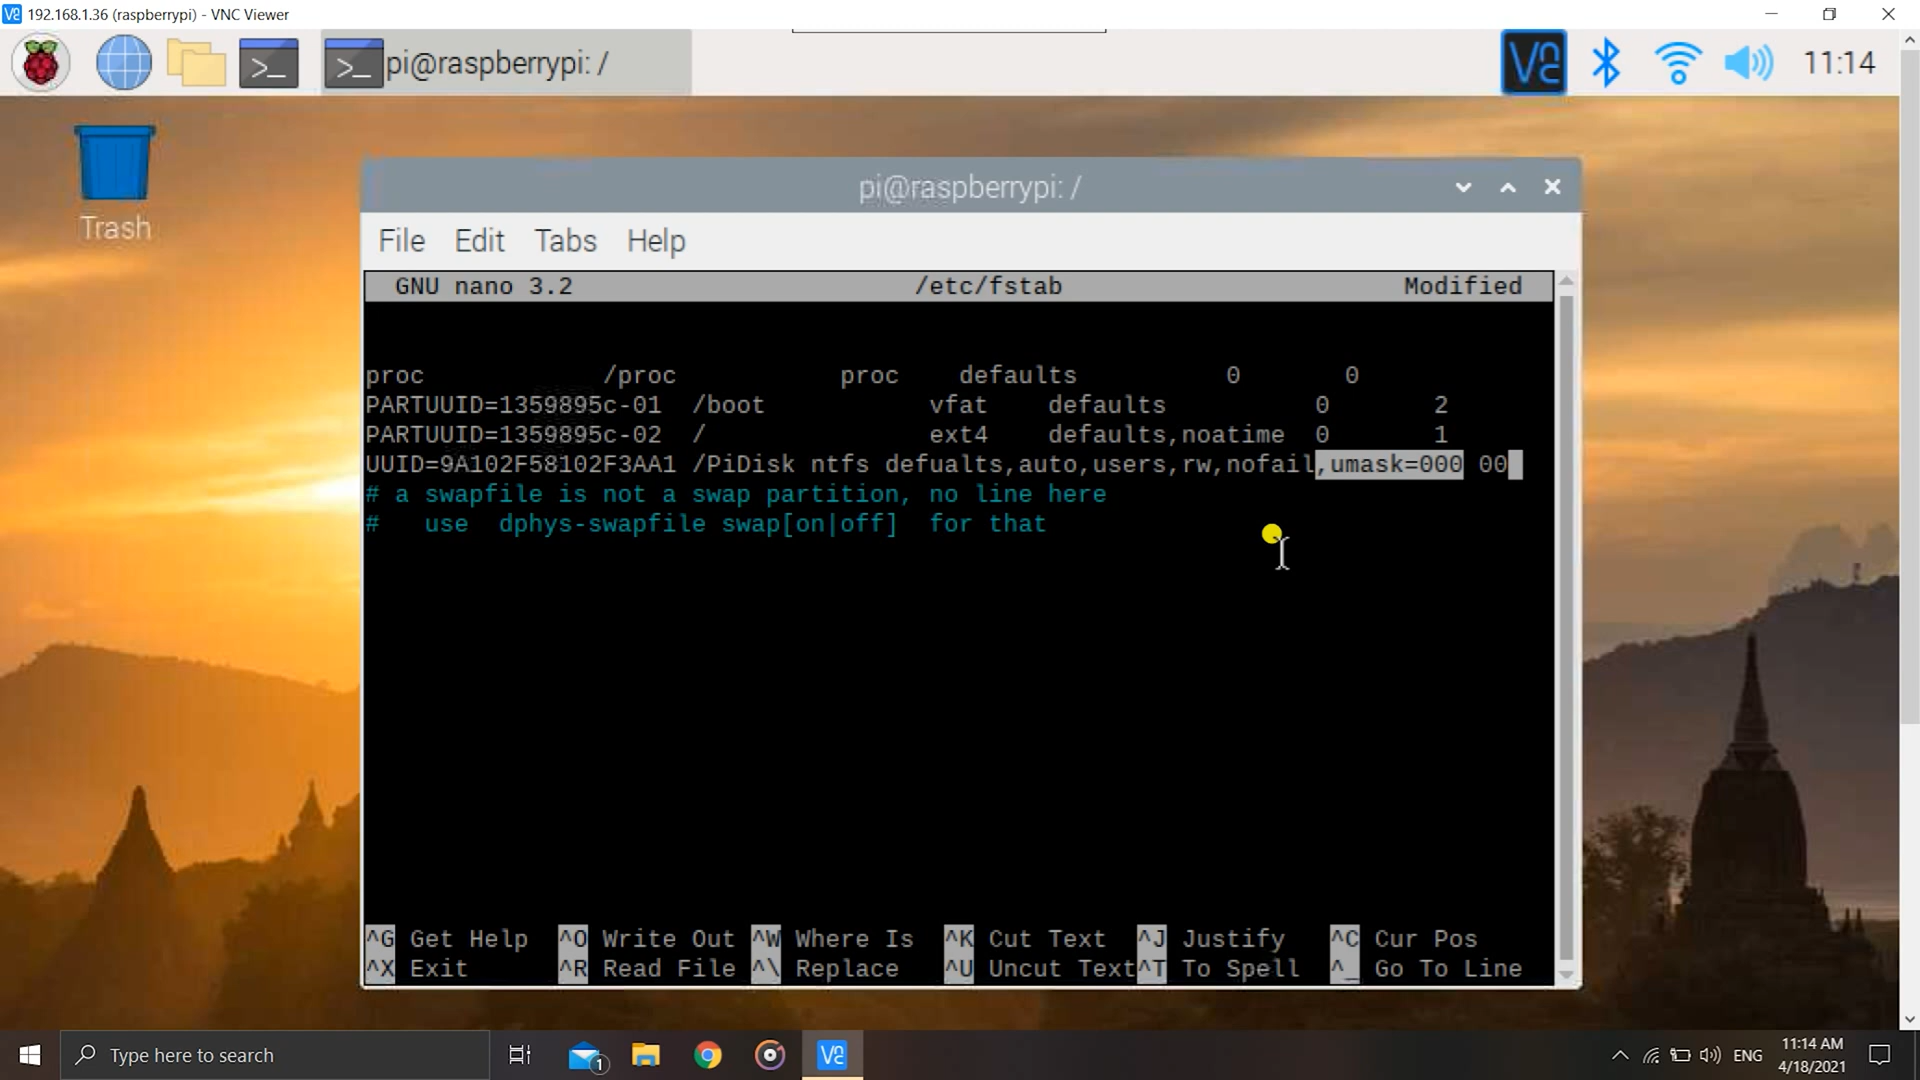 192.168.1.36 (raspberrypi) - VNC Viewer
pi@raspberrypi: /
11:14
Trash
pi@raspberrypi: /
File Edit Tabs Help
GNU nano 3.2 /etc/fstab Modified
proc /proc proc defaults 0 0
PARTUUID=1359895c-01 /boot vfat defaults 0 2
PARTUUID=1359895c-02 / ext4 defaults,noatime 0 1
UUID=9A102F58102F3AA1 /PiDisk ntfs defualts,auto,users,rw,nofail,umask=000 00
# a swapfile is not a swap partition, no line here
# use dphys-swapfile swap[on|off] for that
^G Get Help ^O Write Out ^W Where Is ^K Cut Text ^J Justify ^C Cur Pos
^X Exit ^R Read File ^\ Replace ^U Uncut Text ^T To Spell ^_ Go To Line
Type here to search
1
ENG
11:14 AM
4/18/2021